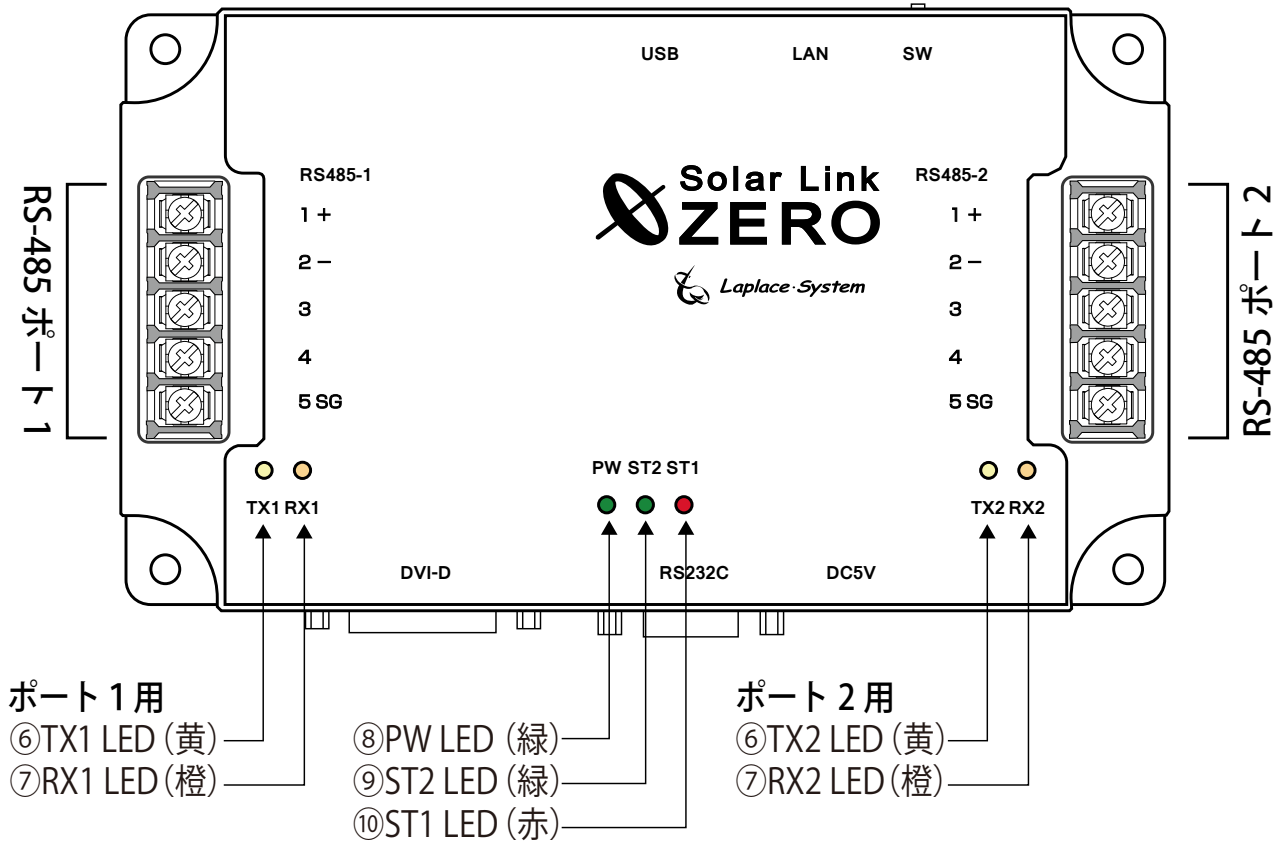 USB LAN SW
RS485-1
1 +
2 −
3
4
5 SG
Solar Link
ZERO
Laplace·System
RS485-2
1 +
2 −
3
4
5 SG
RS-485 ポート 1
RS-485 ポート 2
TX1 RX1
PW ST2 ST1
TX2 RX2
DVI-D RS232C DC5V
ポート 1 用
⑥TX1 LED（黄）
⑦RX1 LED（橙）
⑧PW LED（緑）
⑨ST2 LED（緑）
⑩ST1 LED（赤）
ポート 2 用
⑥TX2 LED（黄）
⑦RX2 LED（橙）